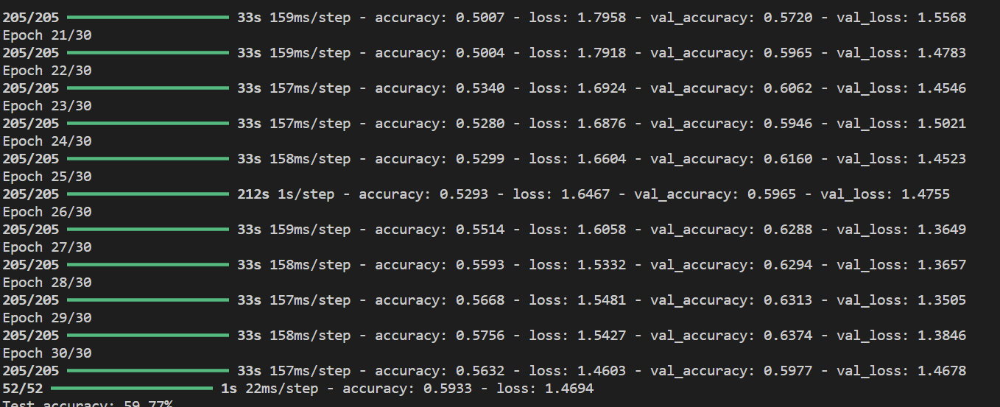 205/205 ━━━━━━━━━━━━━━━━━━━━ 33s 159ms/step - accuracy: 0.5007 - loss: 1.7958 - val_accuracy: 0.5720 - val_loss: 1.5568
Epoch 21/30
205/205 ━━━━━━━━━━━━━━━━━━━━ 33s 159ms/step - accuracy: 0.5004 - loss: 1.7918 - val_accuracy: 0.5965 - val_loss: 1.4783
Epoch 22/30
205/205 ━━━━━━━━━━━━━━━━━━━━ 33s 157ms/step - accuracy: 0.5340 - loss: 1.6924 - val_accuracy: 0.6062 - val_loss: 1.4546
Epoch 23/30
205/205 ━━━━━━━━━━━━━━━━━━━━ 33s 157ms/step - accuracy: 0.5280 - loss: 1.6876 - val_accuracy: 0.5946 - val_loss: 1.5021
Epoch 24/30
205/205 ━━━━━━━━━━━━━━━━━━━━ 33s 158ms/step - accuracy: 0.5299 - loss: 1.6604 - val_accuracy: 0.6160 - val_loss: 1.4523
Epoch 25/30
205/205 ━━━━━━━━━━━━━━━━━━━━ 212s 1s/step - accuracy: 0.5293 - loss: 1.6467 - val_accuracy: 0.5965 - val_loss: 1.4755
Epoch 26/30
205/205 ━━━━━━━━━━━━━━━━━━━━ 33s 159ms/step - accuracy: 0.5514 - loss: 1.6058 - val_accuracy: 0.6288 - val_loss: 1.3649
Epoch 27/30
205/205 ━━━━━━━━━━━━━━━━━━━━ 33s 158ms/step - accuracy: 0.5593 - loss: 1.5332 - val_accuracy: 0.6294 - val_loss: 1.3657
Epoch 28/30
205/205 ━━━━━━━━━━━━━━━━━━━━ 33s 157ms/step - accuracy: 0.5668 - loss: 1.5481 - val_accuracy: 0.6313 - val_loss: 1.3505
Epoch 29/30
205/205 ━━━━━━━━━━━━━━━━━━━━ 33s 158ms/step - accuracy: 0.5756 - loss: 1.5427 - val_accuracy: 0.6374 - val_loss: 1.3846
Epoch 30/30
205/205 ━━━━━━━━━━━━━━━━━━━━ 33s 157ms/step - accuracy: 0.5632 - loss: 1.4603 - val_accuracy: 0.5977 - val_loss: 1.4678
52/52 ━━━━━━━━━━━━━━━━━━━━ 1s 22ms/step - accuracy: 0.5933 - loss: 1.4694
Test accuracy: 59.77%